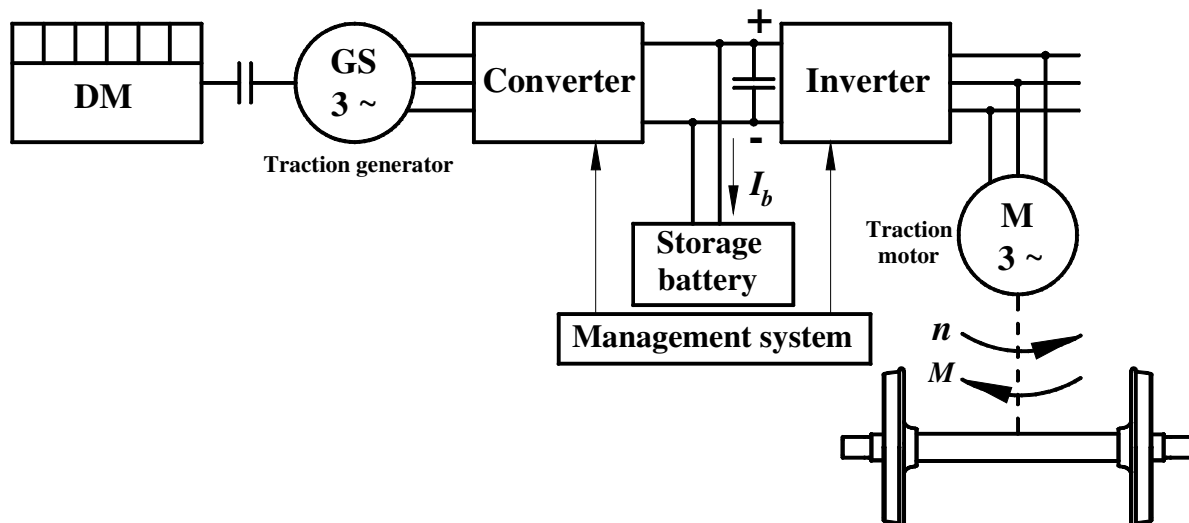 DM
GS
3 ~
Traction generator
Converter
+
-
Inverter
I_b
Storage
battery
Management system
M
3 ~
Traction
motor
n
M